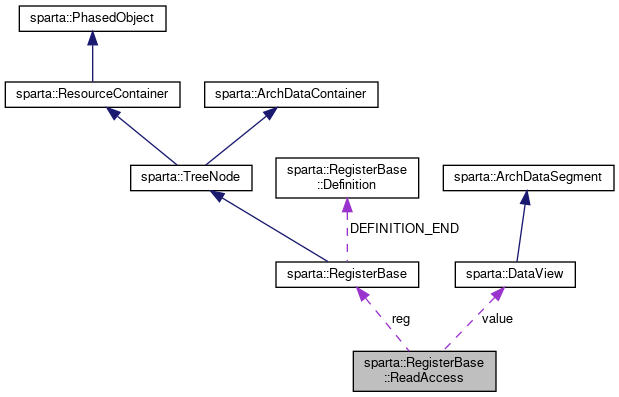 sparta::PhasedObject
sparta::ResourceContainer
sparta::ArchDataContainer
sparta::TreeNode
sparta::RegisterBase
::Definition
sparta::ArchDataSegment
DEFINITION_END
sparta::RegisterBase
sparta::DataView
reg
value
sparta::RegisterBase
::ReadAccess